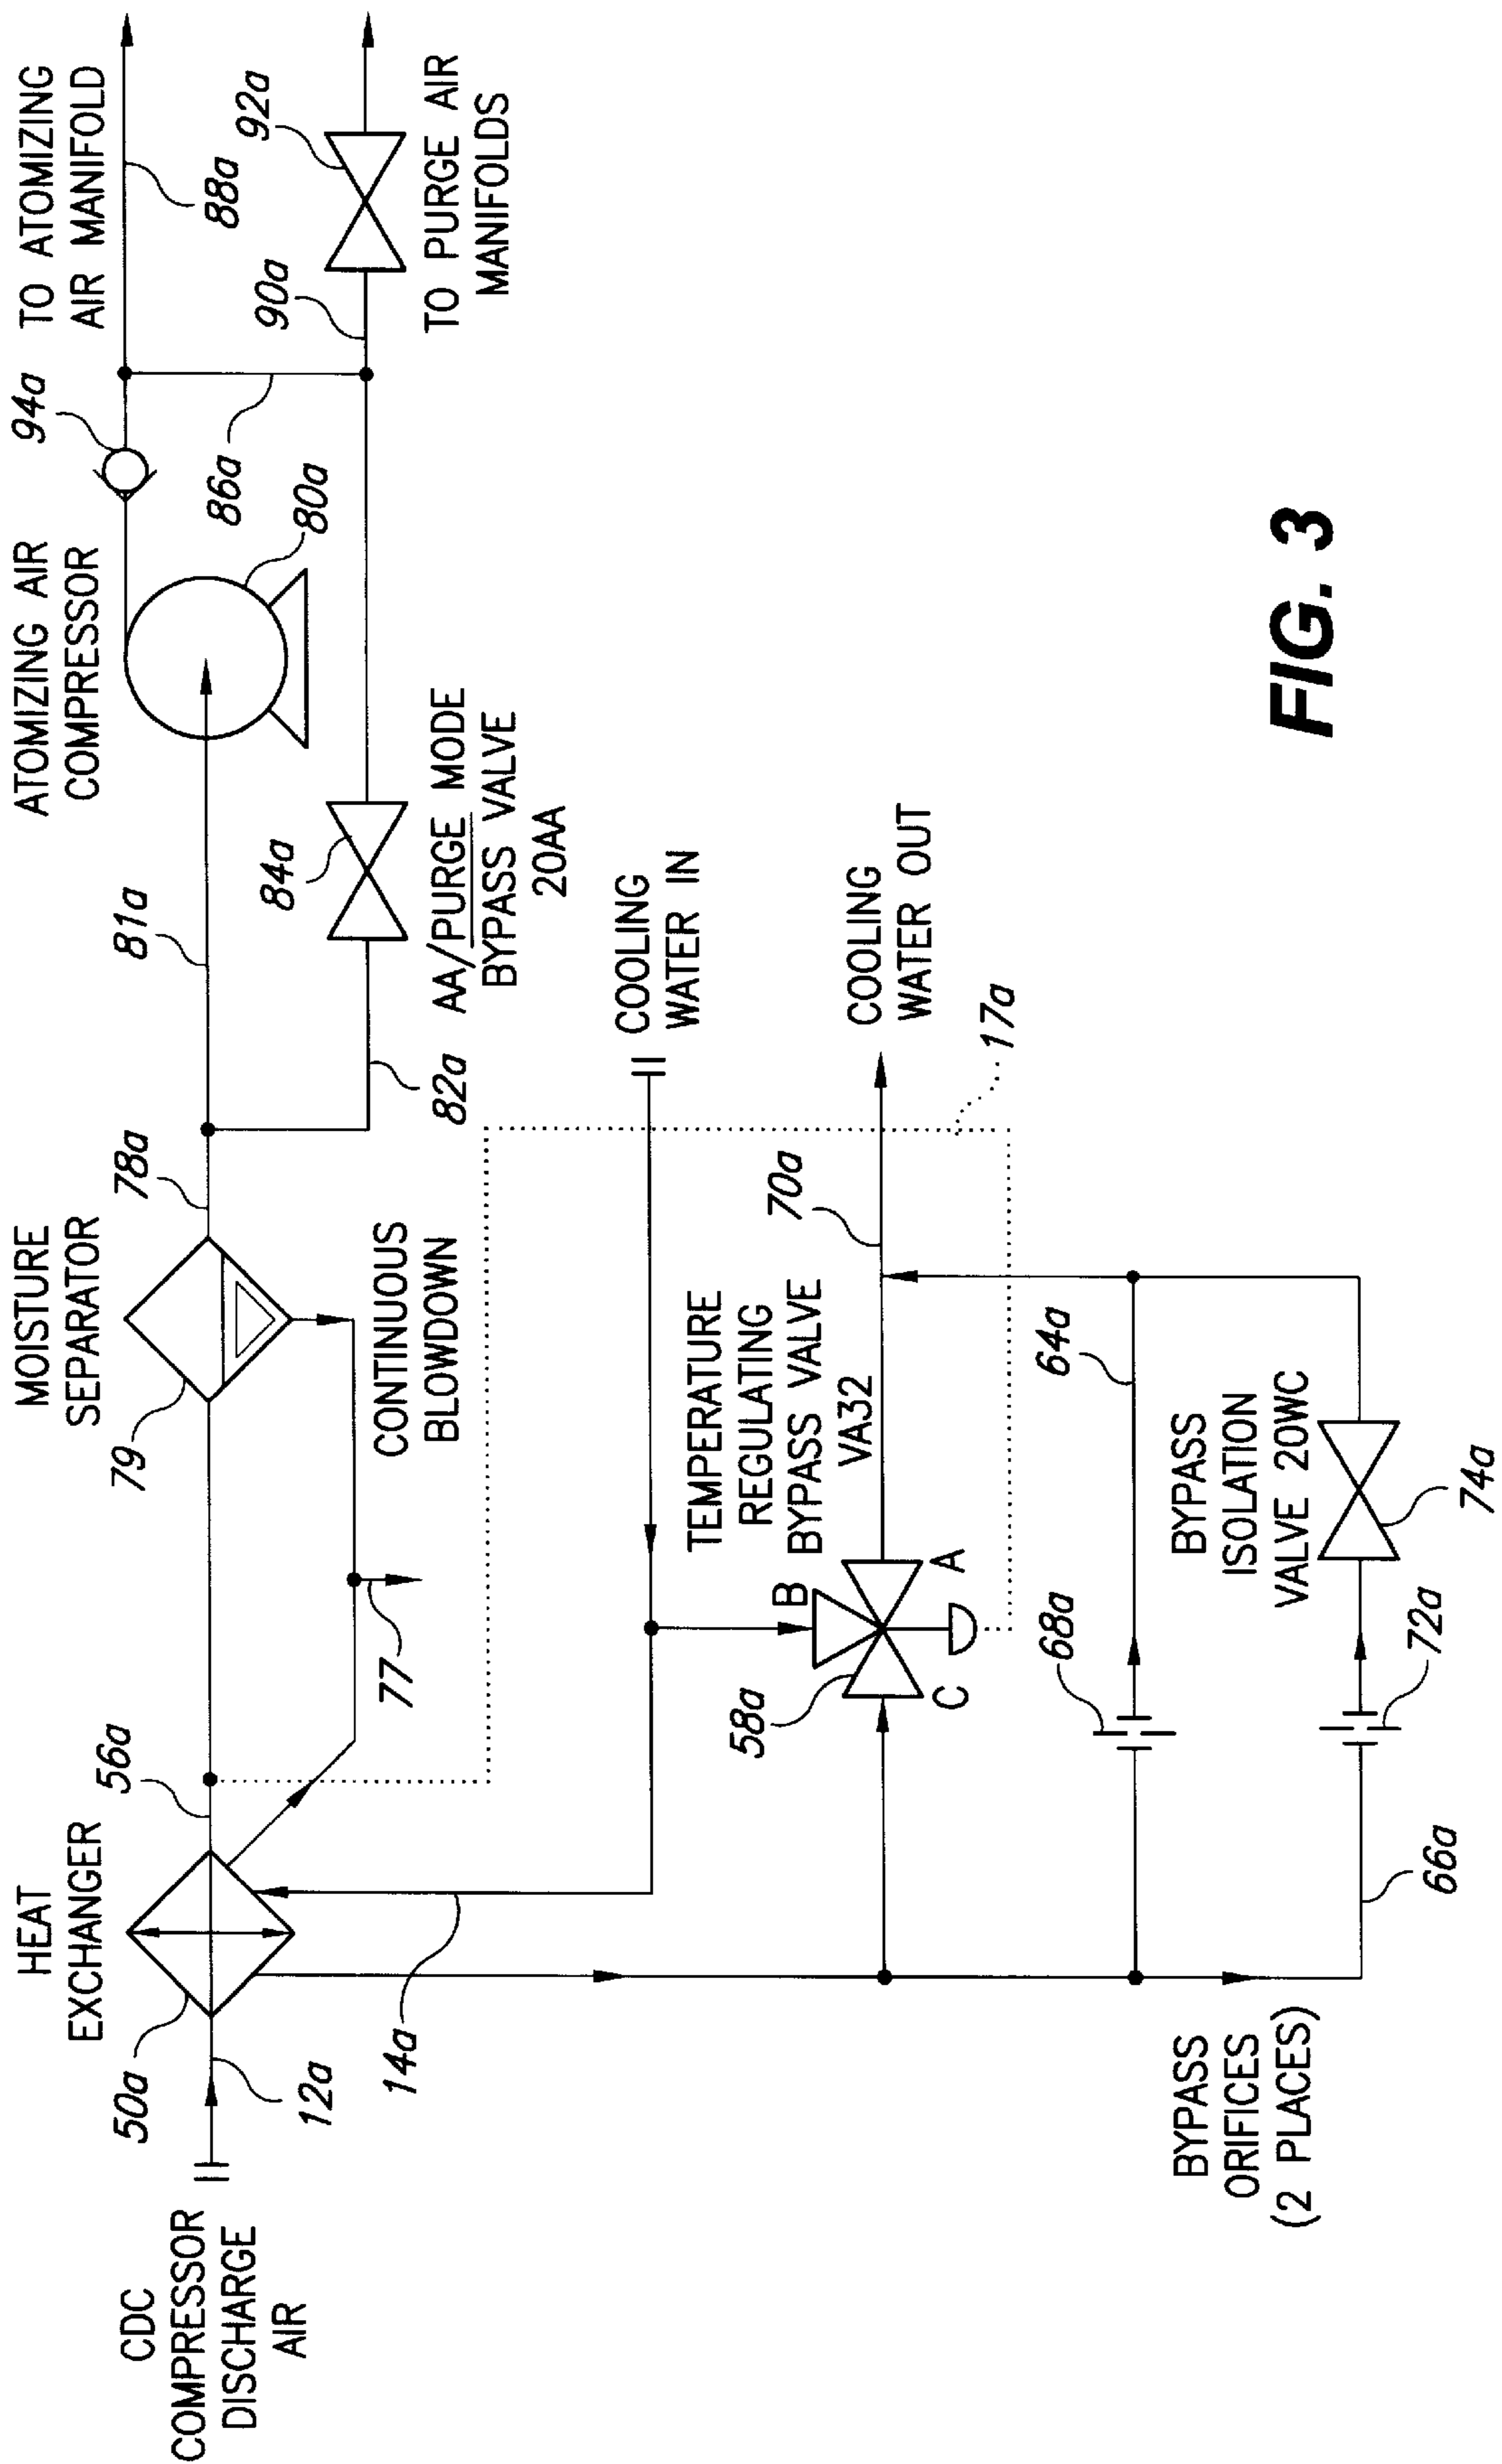 CDC
COMPRESSOR
DISCHARGE
AIR
12a
50a
HEAT
EXCHANGER
56a
14a
77
79
MOISTURE
SEPARATOR
CONTINUOUS
BLOWDOWN
78a
81a
82a
84a
AA/PURGE MODE
BYPASS VALVE
20AA
ATOMIZING AIR
COMPRESSOR
80a
94a
86a
TO ATOMIZING
AIR MANIFOLD
88a
90a
92a
TO PURGE AIR
MANIFOLDS
COOLING
WATER IN
COOLING
WATER OUT
17a
70a
TEMPERATURE
REGULATING
BYPASS VALVE
VA32
B
A
C
58a
64a
68a
BYPASS
ISOLATION
VALVE 20WC
74a
72a
66a
BYPASS
ORIFICES
(2 PLACES)
FIG. 3